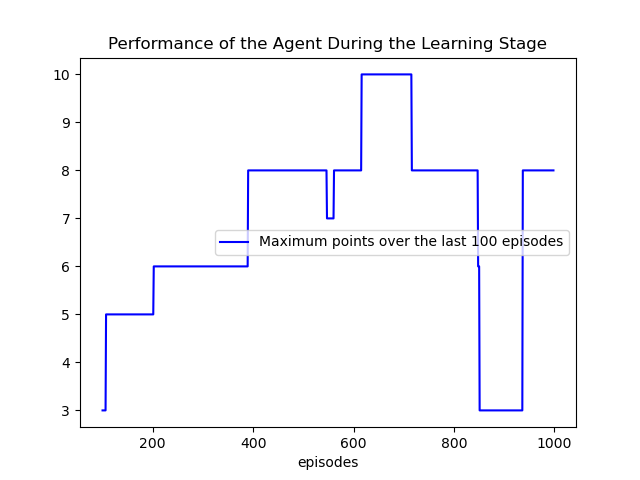 Performance of the Agent During the Learning Stage
10
9
8
7
Maximum points over the last 100 episodes
6
5
4
3
200 400 600 800 1000
episodes